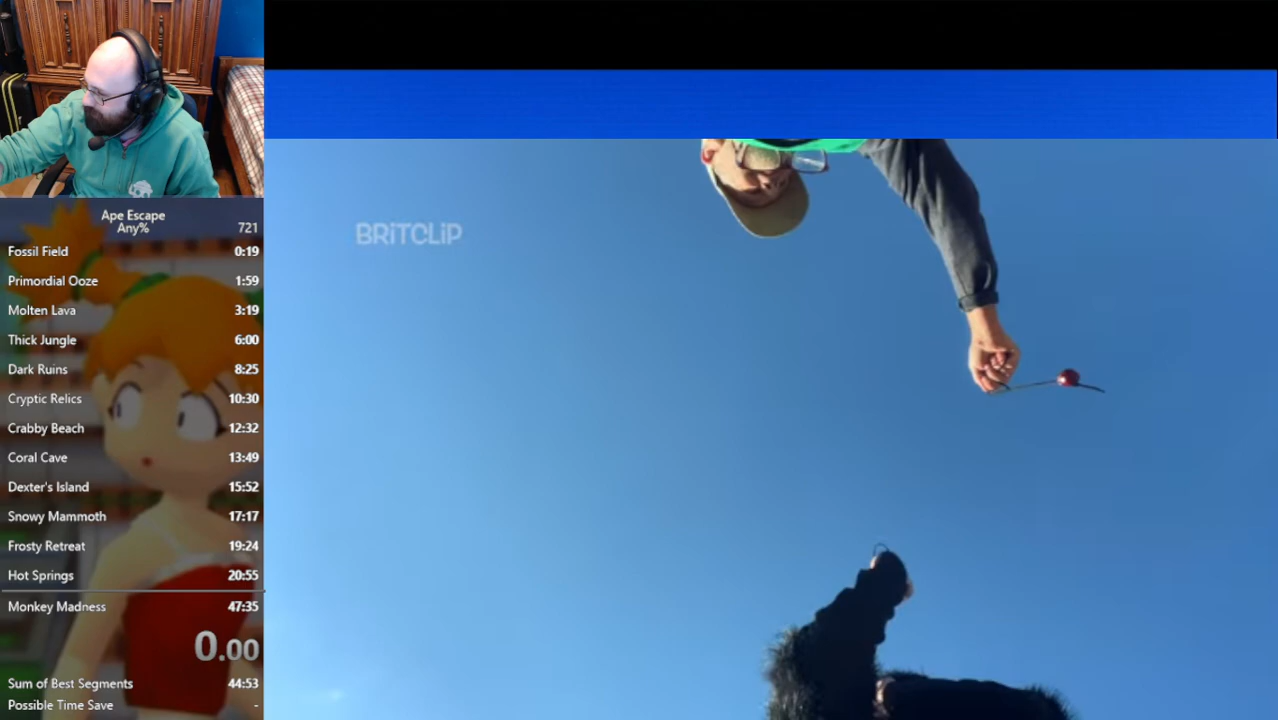 Ape Escape
Any% 721
Fossil Field 0:19
Primordial Ooze 1:59
Molten Lava 3:19
Thick Jungle 6:00
Dark Ruins 8:25
Cryptic Relics 10:30
Crabby Beach 12:32
Coral Cave 13:49
Dexter's Island 15:52
Snowy Mammoth 17:17
Frosty Retreat 19:24
Hot Springs 20:55
Monkey Madness 47:35
0.00
Sum of Best Segments 44:53
Possible Time Save -
BRiTCLiP